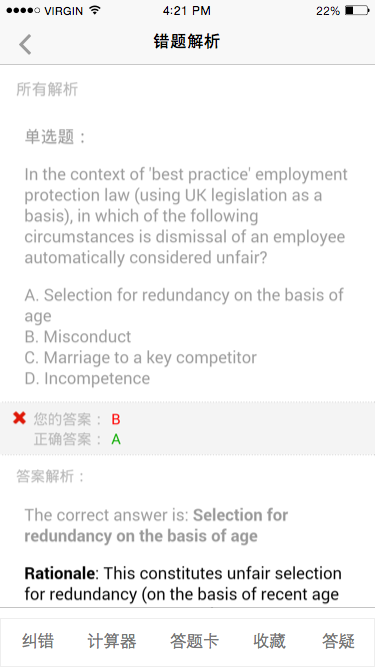 VIRGIN 4:21 PM 22%
错题解析
所有解析
单选题：
In the context of 'best practice' employment
protection law (using UK legislation as a
basis), in which of the following
circumstances is dismissal of an employee
automatically considered unfair?
A. Selection for redundancy on the basis of
age
B. Misconduct
C. Marriage to a key competitor
D. Incompetence
您的答案： B
正确答案： A
答案解析：
The correct answer is: Selection for
redundancy on the basis of age
Rationale: This constitutes unfair selection
for redundancy (on the basis of recent age
纠错 计算器 答题卡 收藏 答疑